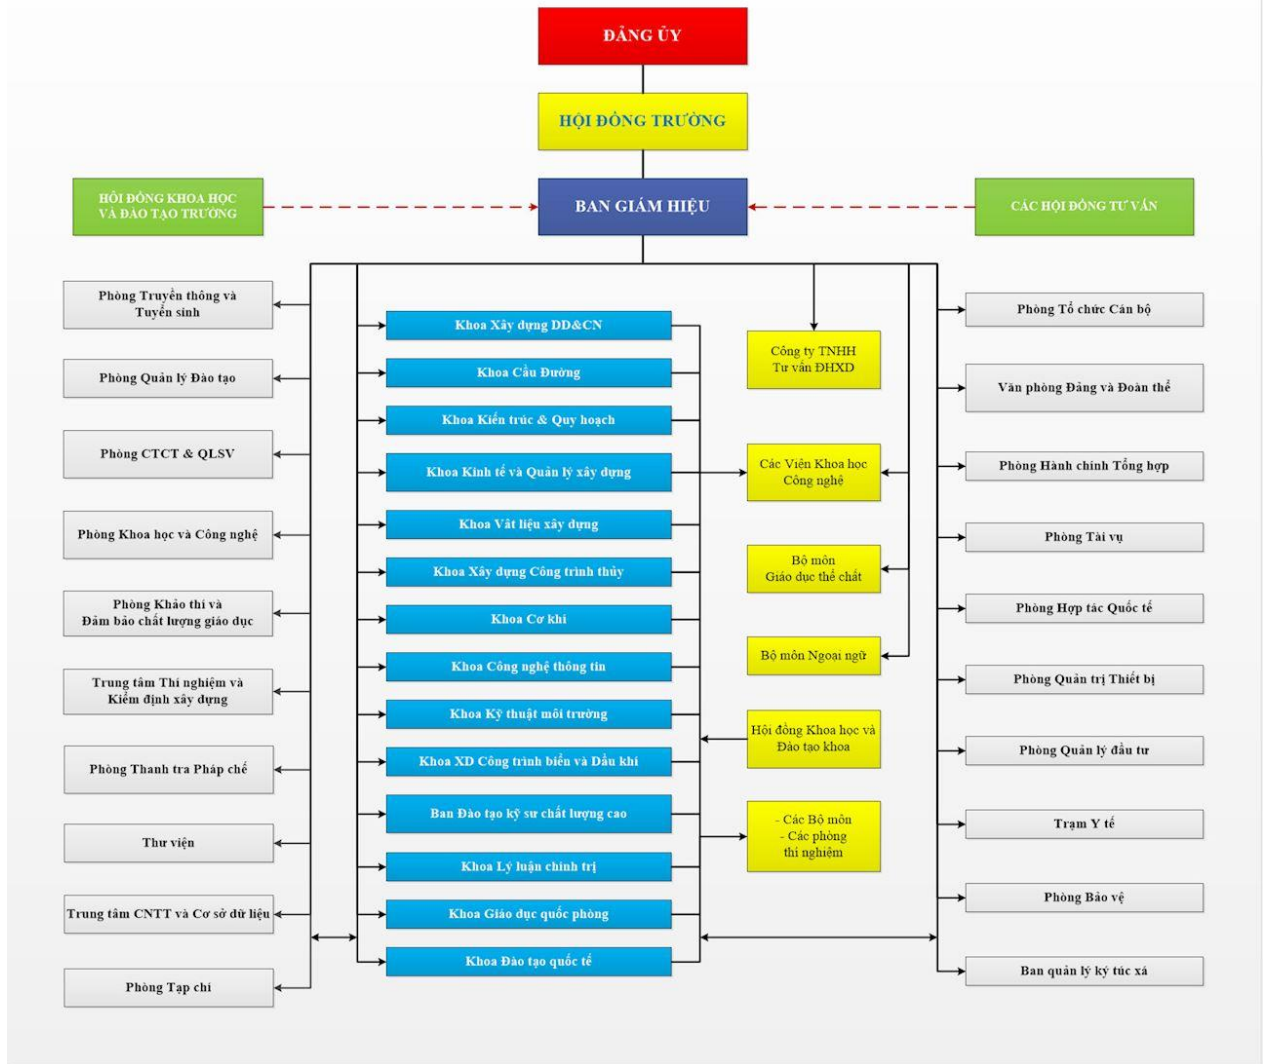 ĐẢNG ỦY
HỘI ĐỒNG TRƯỜNG
HỘI ĐỒNG KHOA HỌC
VÀ ĐÀO TẠO TRƯỜNG
BAN GIÁM HIỆU
CÁC HỘI ĐỒNG TƯ VẤN
Phòng Truyền thông và
Tuyển sinh
Phòng Quản lý Đào tạo
Phòng CTCT & QLSV
Phòng Khoa học và Công nghệ
Phòng Khảo thí và
Đảm bảo chất lượng giáo dục
Trung tâm Thí nghiệm và
Kiểm định xây dựng
Phòng Thanh tra Pháp chế
Thư viện
Trung tâm CNTT và Cơ sở dữ liệu
Phòng Tạp chí
Khoa Xây dựng DD&CN
Khoa Cầu Đường
Khoa Kiến trúc & Quy hoạch
Khoa Kinh tế và Quản lý xây dựng
Khoa Vât liệu xây dựng
Khoa Xây dựng Công trình thủy
Khoa Cơ khí
Khoa Công nghệ thông tin
Khoa Kỹ thuật môi trường
Khoa XD Công trình biển và Dầu khí
Ban Đào tạo kỹ sư chất lượng cao
Khoa Lý luận chính trị
Khoa Giáo dục quốc phòng
Khoa Đào tạo quốc tế
Công ty TNHH
Tư vấn ĐHXD
Các Viện Khoa học
Công nghệ
Bộ môn
Giáo dục thể chất
Bộ môn Ngoại ngữ
Hội đồng Khoa học và
Đào tạo khoa
- Các Bộ môn
- Các phòng
thí nghiệm
Phòng Tổ chức Cán bộ
Văn phòng Đảng và Đoàn thể
Phòng Hành chính Tổng hợp
Phòng Tài vụ
Phòng Hợp tác Quốc tế
Phòng Quản trị Thiết bị
Phòng Quản lý đầu tư
Trạm Y tế
Phòng Bảo vệ
Ban quản lý ký túc xá